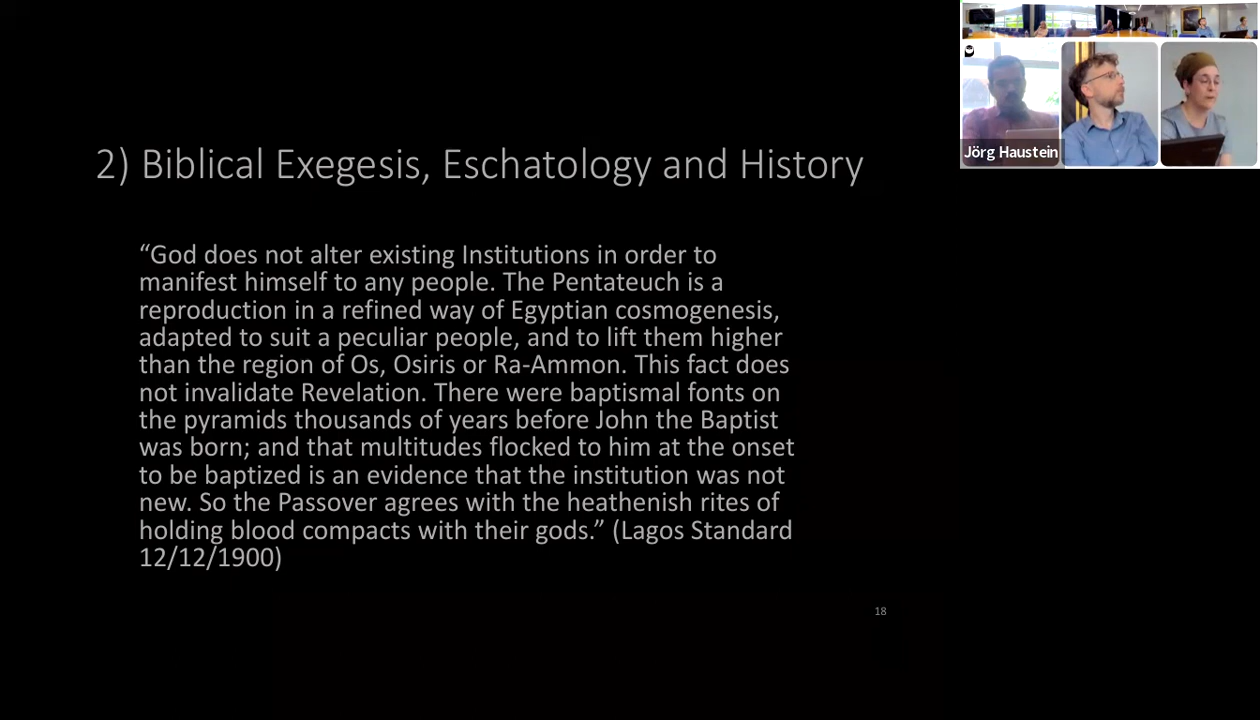 2) Biblical Exegesis, Eschatology and History
“God does not alter existing Institutions in order to
manifest himself to any people. The Pentateuch is a
reproduction in a refined way of Egyptian cosmogenesis,
adapted to suit a peculiar people, and to lift them higher
than the region of Os, Osiris or Ra-Ammon. This fact does
not invalidate Revelation. There were baptismal fonts on
the pyramids thousands of years before John the Baptist
was born; and that multitudes flocked to him at the onset
to be baptized is an evidence that the institution was not
new. So the Passover agrees with the heathenish rites of
holding blood compacts with their gods.” (Lagos Standard
12/12/1900)
18
Jörg Haustein